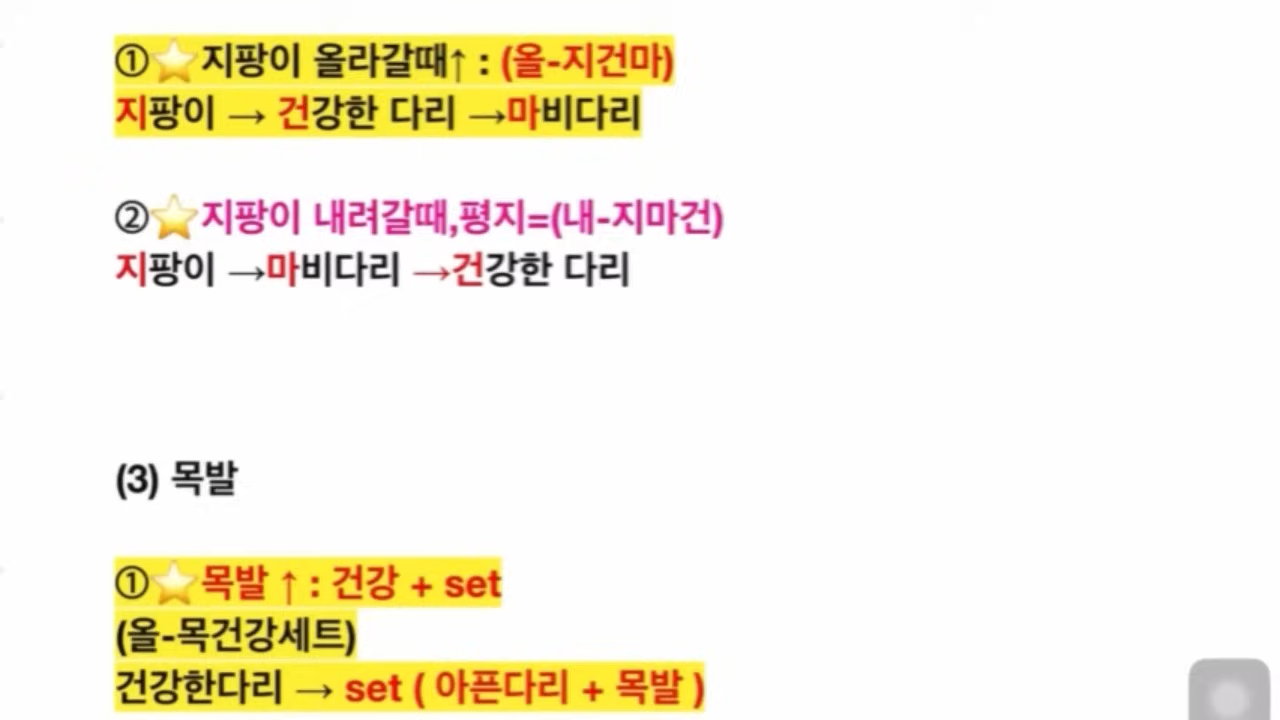 ①⭐지팡이 올라갈때↑ : (올-지건마)
지팡이 → 건강한 다리 →마비다리
②⭐지팡이 내려갈때,평지=(내-지마건)
지팡이 →마비다리 →건강한 다리
(3) 목발
①⭐목발 ↑ : 건강 + set
(올-목건강세트)
건강한다리 → set ( 아픈다리 + 목발 )